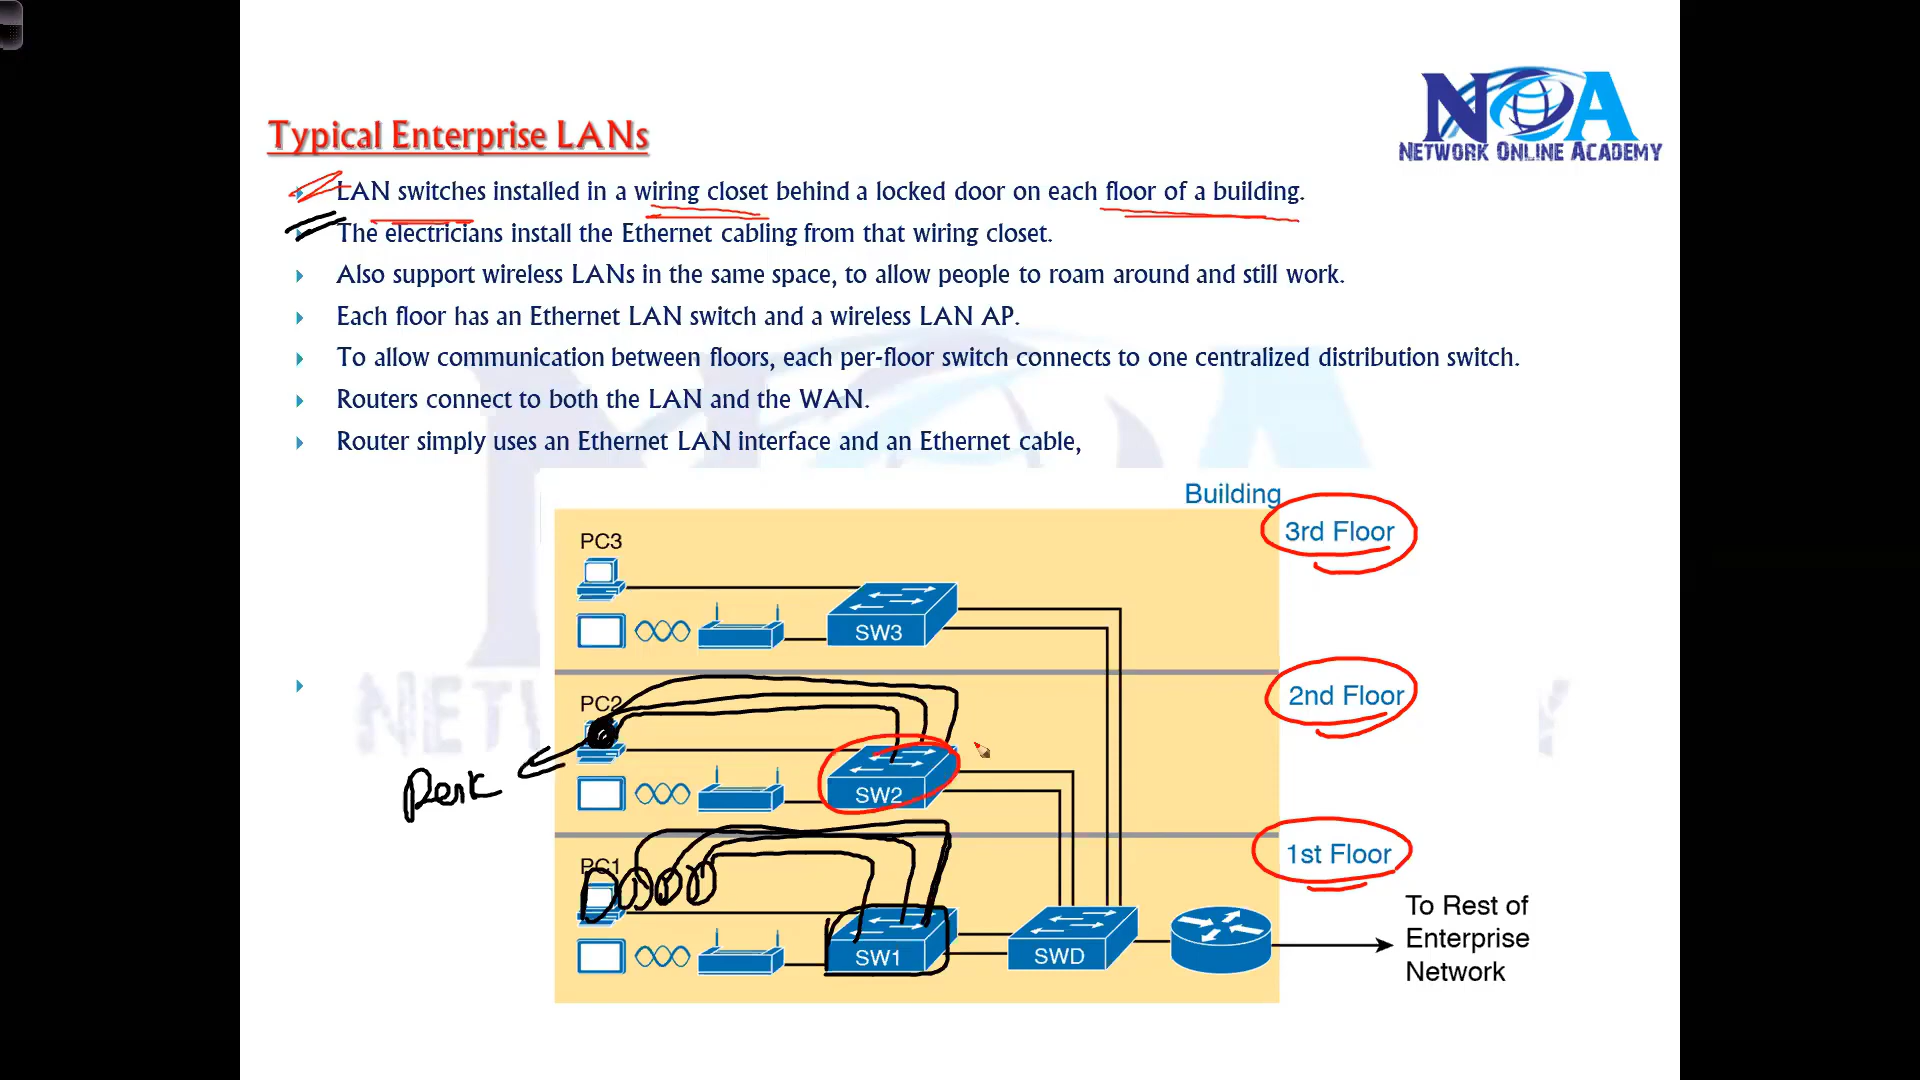 NOA
NETWORK ONLINE ACADEMY
Typical Enterprise LANs
LAN switches installed in a wiring closet behind a locked door on each floor of a building.
The electricians install the Ethernet cabling from that wiring closet.
Also support wireless LANs in the same space, to allow people to roam around and still work.
Each floor has an Ethernet LAN switch and a wireless LAN AP.
To allow communication between floors, each per-floor switch connects to one centralized distribution switch.
Routers connect to both the LAN and the WAN.
Router simply uses an Ethernet LAN interface and an Ethernet cable,
Building
3rd Floor
PC3
SW3
2nd Floor
PC2
SW2
1st Floor
PC1
SW1
SWD
To Rest of
Enterprise
Network